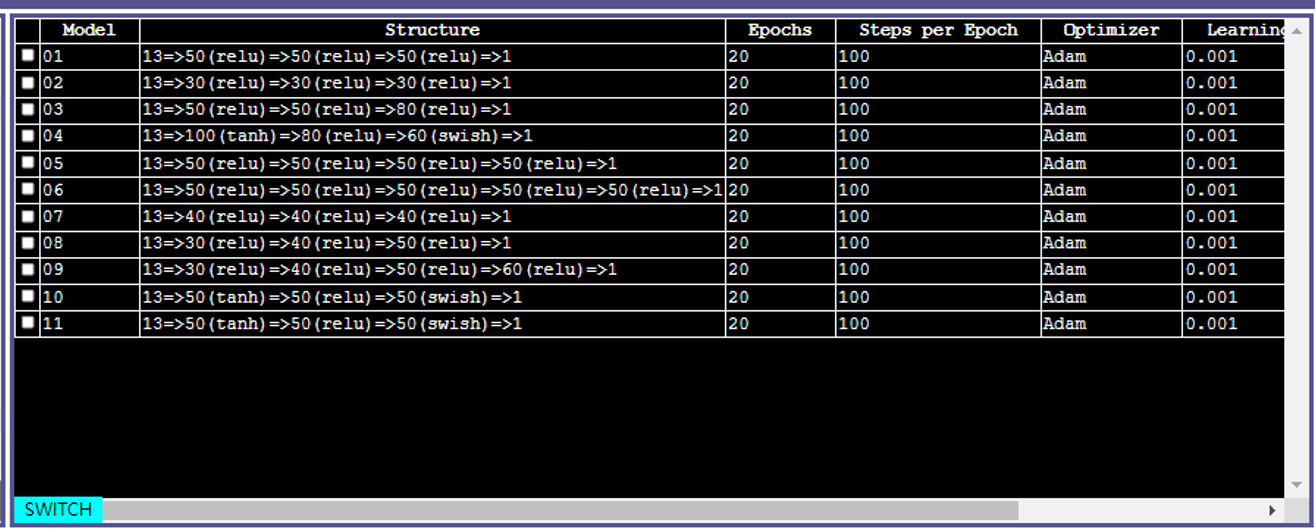 Model Structure Epochs Steps per Epoch Optimizer Learning
01 13=>50(relu)=>50(relu)=>50(relu)=>1 20 100 Adam 0.001
02 13=>30(relu)=>30(relu)=>30(relu)=>1 20 100 Adam 0.001
03 13=>50(relu)=>50(relu)=>80(relu)=>1 20 100 Adam 0.001
04 13=>100(tanh)=>80(relu)=>60(swish)=>1 20 100 Adam 0.001
05 13=>50(relu)=>50(relu)=>50(relu)=>50(relu)=>1 20 100 Adam 0.001
06 13=>50(relu)=>50(relu)=>50(relu)=>50(relu)=>50(relu)=>1 20 100 Adam 0.001
07 13=>40(relu)=>40(relu)=>40(relu)=>1 20 100 Adam 0.001
08 13=>30(relu)=>40(relu)=>50(relu)=>1 20 100 Adam 0.001
09 13=>30(relu)=>40(relu)=>50(relu)=>60(relu)=>1 20 100 Adam 0.001
10 13=>50(tanh)=>50(relu)=>50(swish)=>1 20 100 Adam 0.001
11 13=>50(tanh)=>50(relu)=>50(swish)=>1 20 100 Adam 0.001
SWITCH